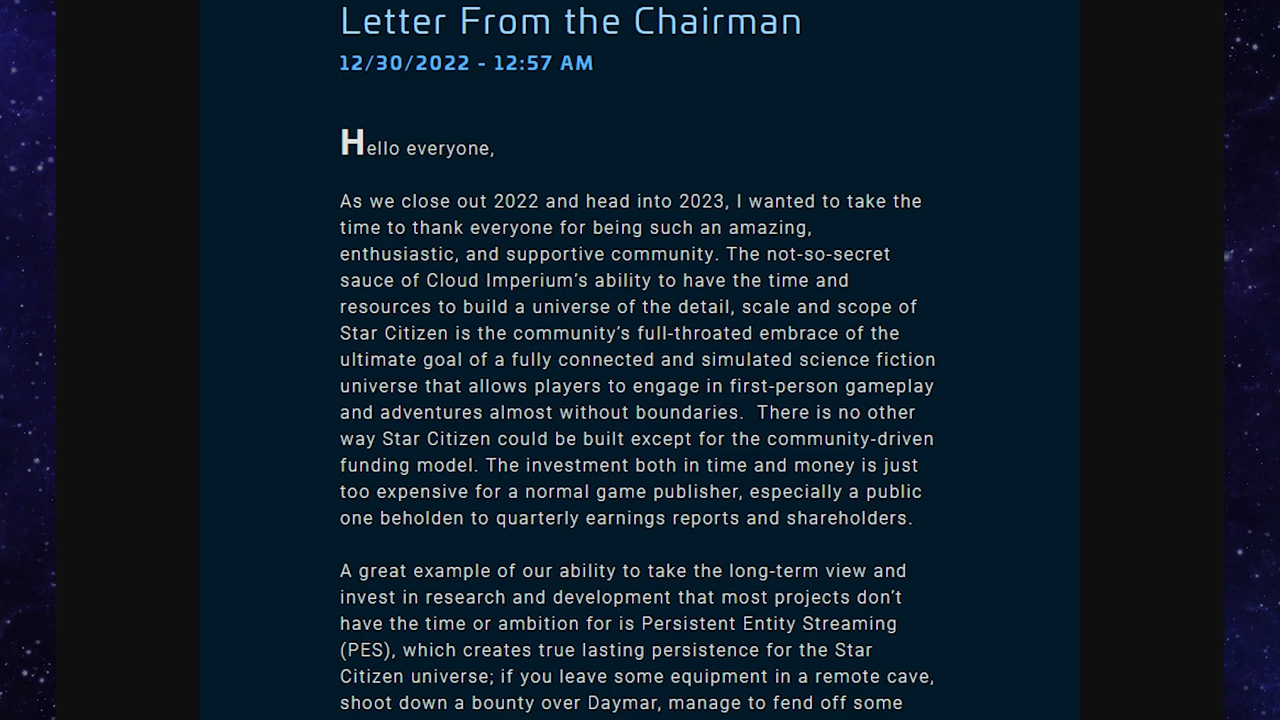 Letter From the Chairman
12/30/2022 - 12:57 AM
Hello everyone,
As we close out 2022 and head into 2023, I wanted to take the
time to thank everyone for being such an amazing,
enthusiastic, and supportive community. The not-so-secret
sauce of Cloud Imperium’s ability to have the time and
resources to build a universe of the detail, scale and scope of
Star Citizen is the community’s full-throated embrace of the
ultimate goal of a fully connected and simulated science fiction
universe that allows players to engage in first-person gameplay
and adventures almost without boundaries.  There is no other
way Star Citizen could be built except for the community-driven
funding model. The investment both in time and money is just
too expensive for a normal game publisher, especially a public
one beholden to quarterly earnings reports and shareholders.
A great example of our ability to take the long-term view and
invest in research and development that most projects don’t
have the time or ambition for is Persistent Entity Streaming
(PES), which creates true lasting persistence for the Star
Citizen universe; if you leave some equipment in a remote cave,
shoot down a bounty over Daymar, manage to fend off some